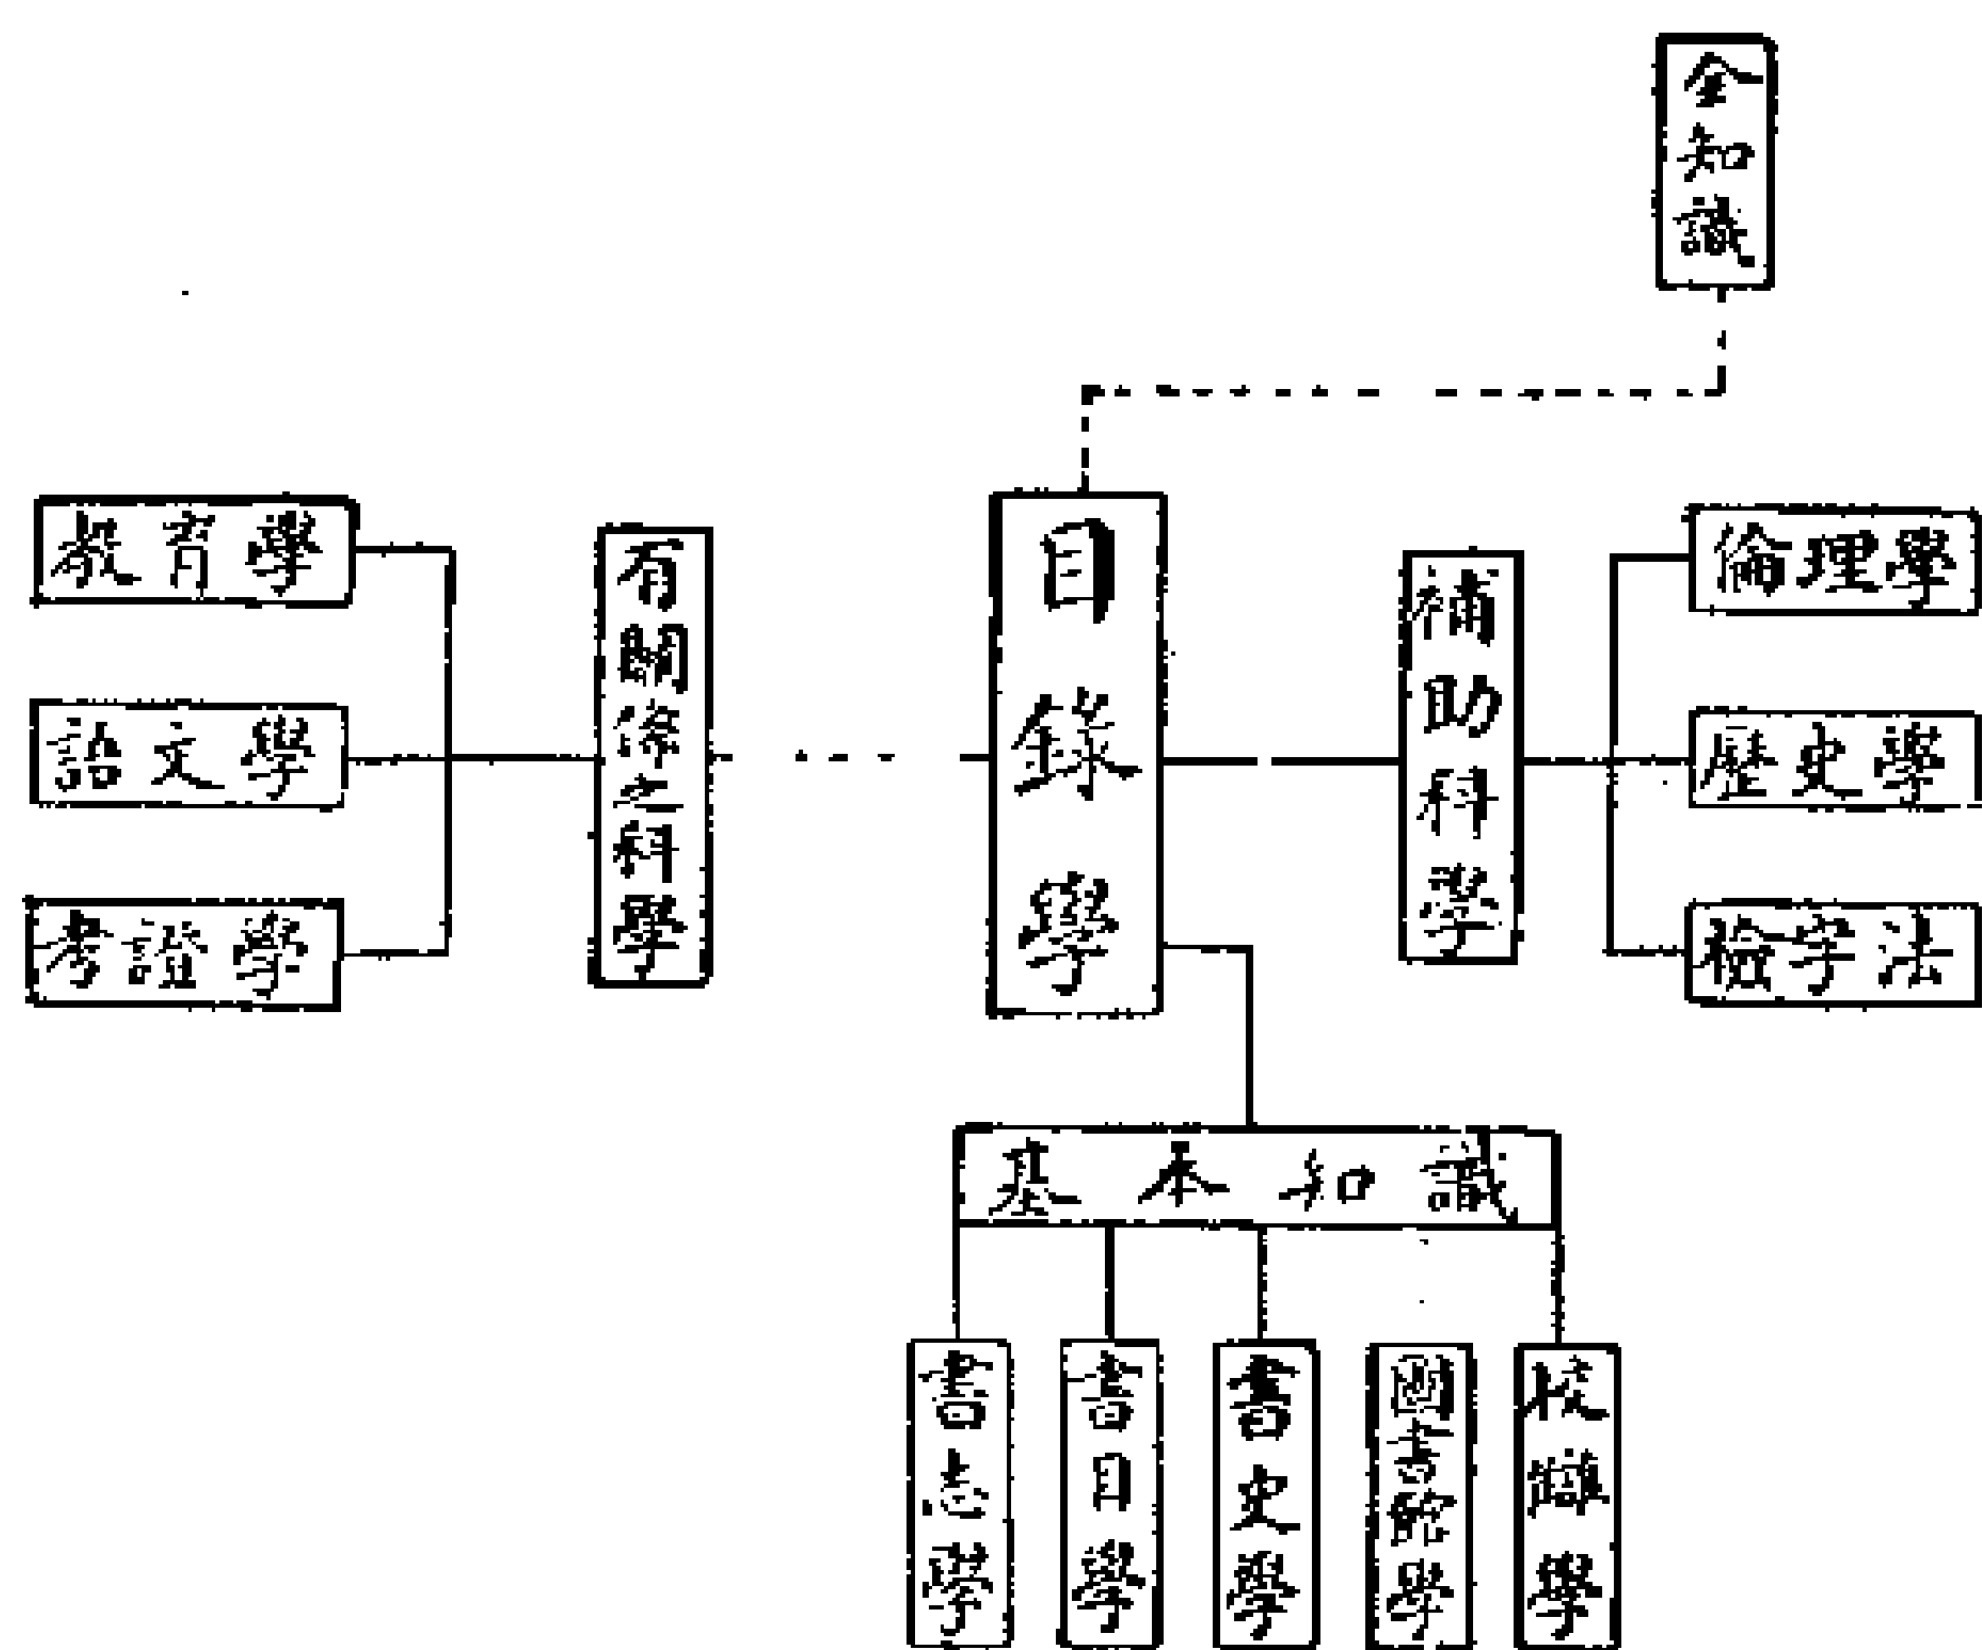 全知識
目錄學
補助科學
倫理學
歷史學
檢字法
有關係之科學
教育學
語文學
考證學
基本知識
書志學
書目學
書史學
圖書館學
校讎學